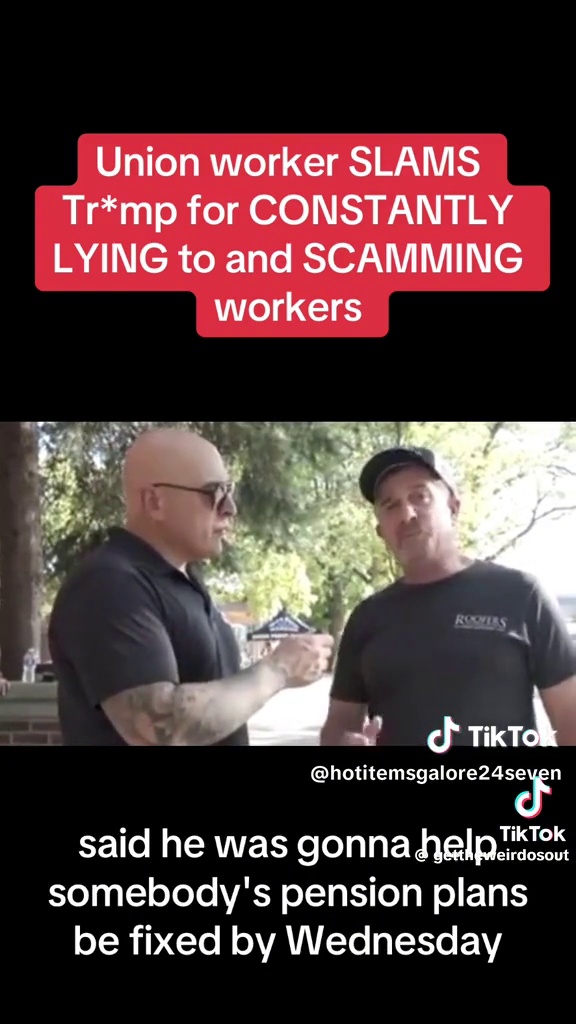 Union worker SLAMS
Tr*mp for CONSTANTLY
LYING to and SCAMMING
workers
ROOFERS
TikTok
@hotitemsgalore24seven
TikTok
@ gettheweirdosout
said he was gonna help
somebody's pension plans
be fixed by Wednesday